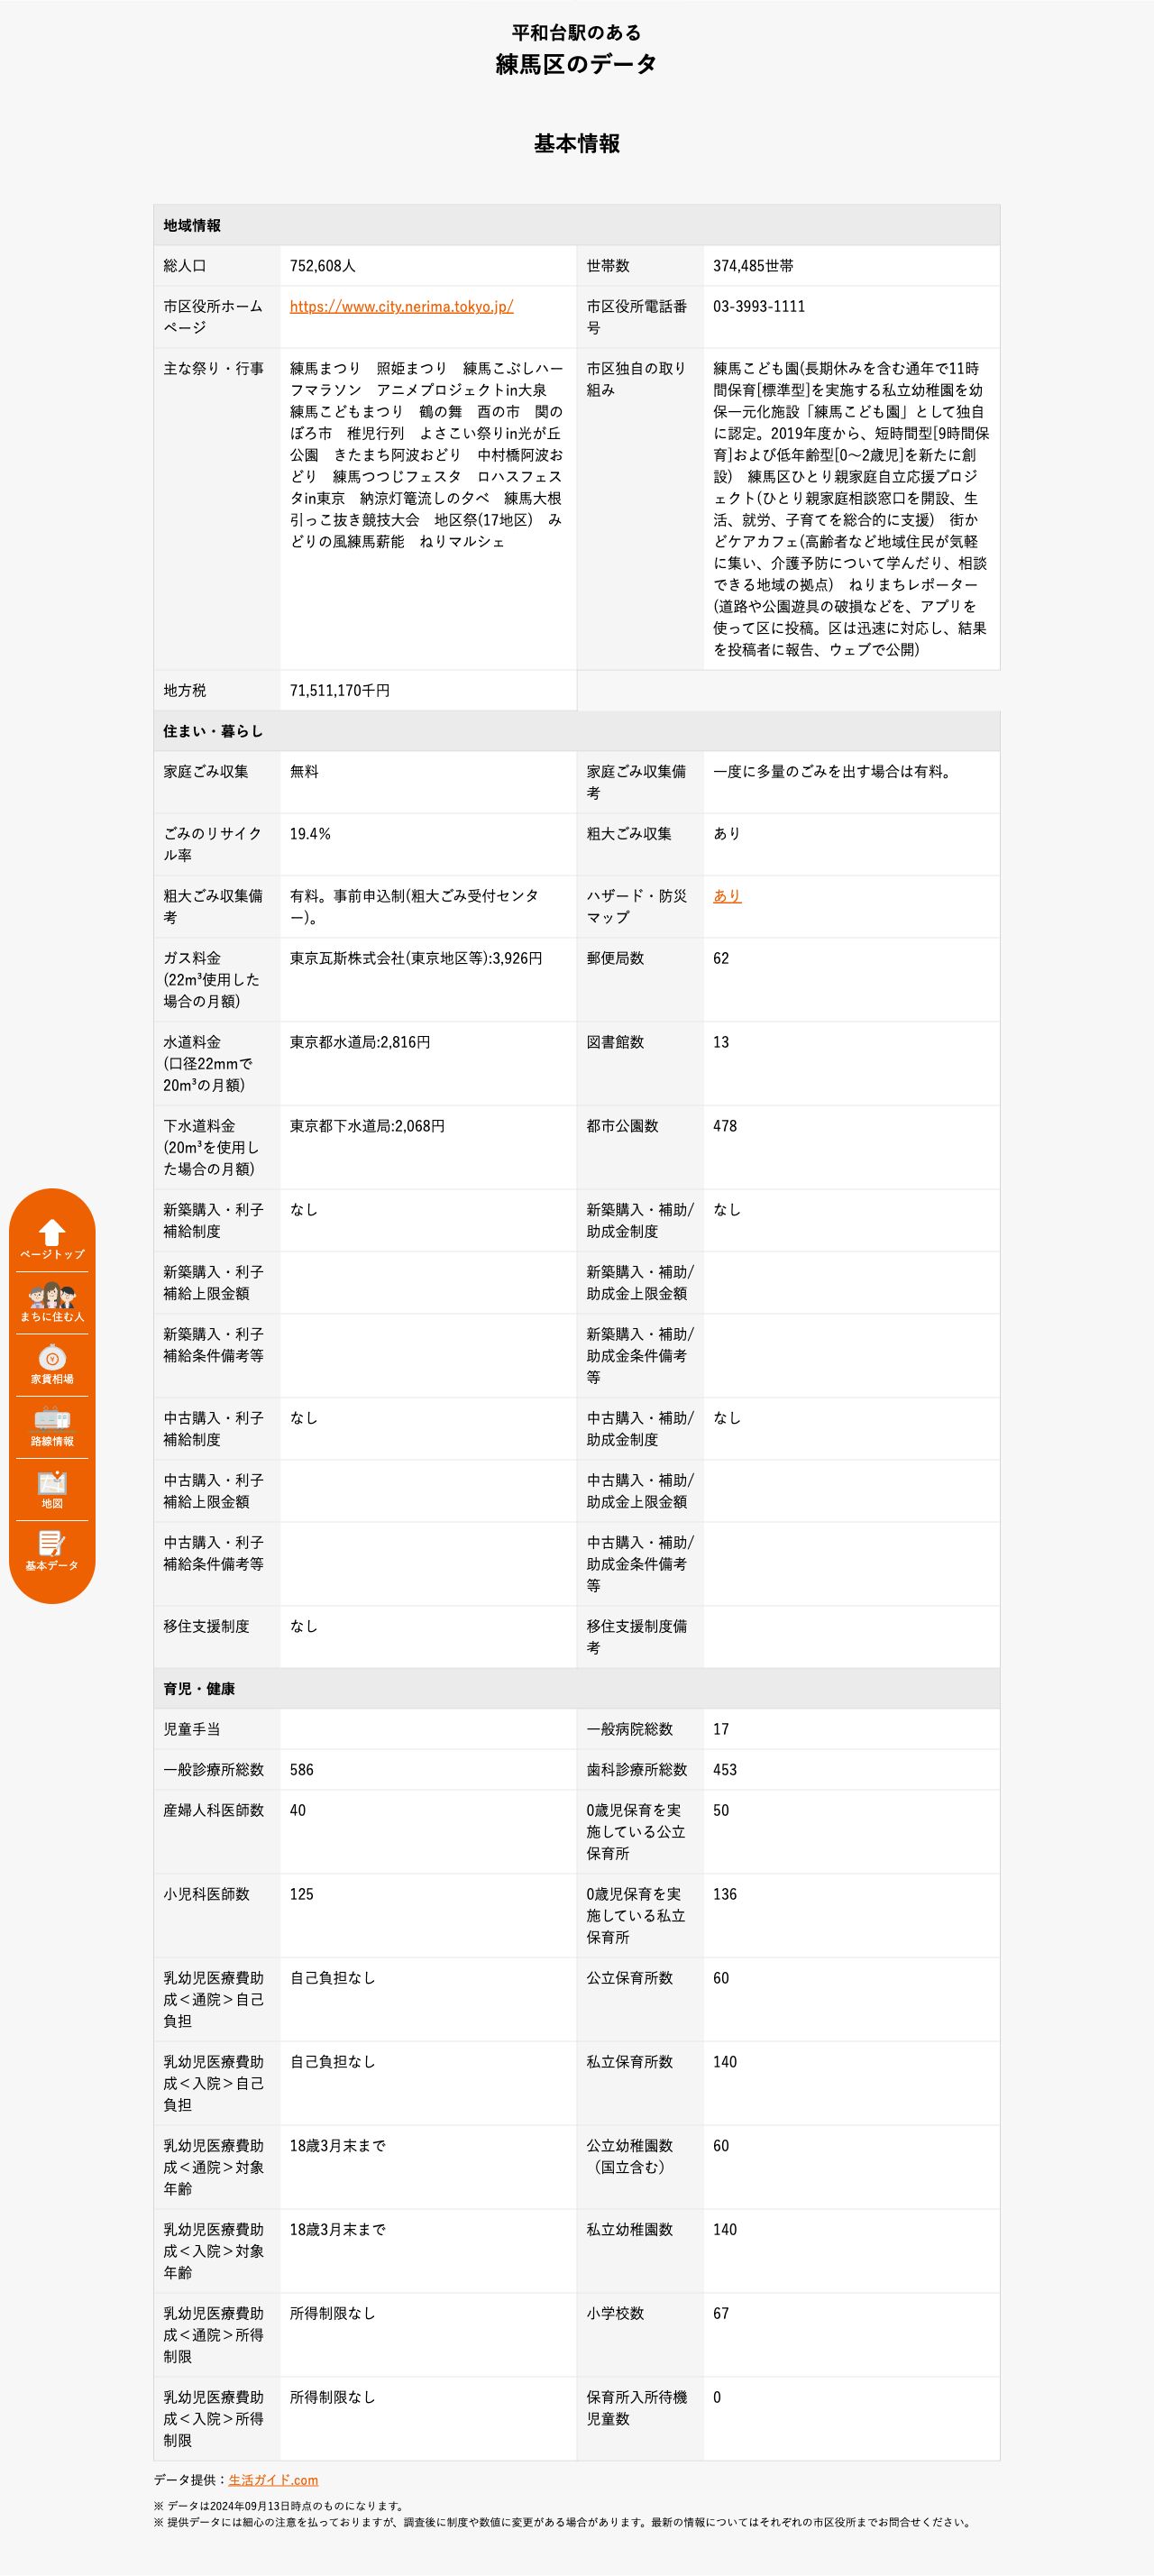 平和台駅のある
練馬区のデータ
基本情報
地域情報
総人口
752,608人
世帯数
374,485世帯
市区役所ホーム
ページ
https://www.city.nerima.tokyo.jp/
市区役所電話番
号
03-3993-1111
主な祭り・行事
練馬まつり　照姫まつり　練馬こぶしハー
フマラソン　アニメプロジェクトin大泉
練馬こどもまつり　鶴の舞　酉の市　関の
ぼろ市　稚児行列　よさこい祭りin光が丘
公園　きたまち阿波おどり　中村橋阿波お
どり　練馬つつじフェスタ　ロハスフェス
タin東京　納涼灯篭流しの夕べ　練馬大根
引っこ抜き競技大会　地区祭(17地区)　み
どりの風練馬薪能　ねりマルシェ
市区独自の取り
組み
練馬こども園(長期休みを含む通年で11時
間保育[標準型]を実施する私立幼稚園を幼
保一元化施設「練馬こども園」として独自
に認定。2019年度から、短時間型[9時間保
育]および低年齢型[0～2歳児]を新たに創
設)　練馬区ひとり親家庭自立応援プロジ
ェクト(ひとり親家庭相談窓口を開設、生
活、就労、子育てを総合的に支援)　街か
どケアカフェ(高齢者など地域住民が気軽
に集い、介護予防について学んだり、相談
できる地域の拠点)　ねりまちレポーター
(道路や公園遊具の破損などを、アプリを
使って区に投稿。区は迅速に対応し、結果
を投稿者に報告、ウェブで公開)
地方税
71,511,170千円
住まい・暮らし
家庭ごみ収集
無料
家庭ごみ収集備
考
一度に多量のごみを出す場合は有料。
ごみのリサイク
ル率
19.4%
粗大ごみ収集
あり
粗大ごみ収集備
考
有料。事前申込制(粗大ごみ受付センタ
ー)。
ハザード・防災
マップ
あり
ガス料金
(22m³使用した
場合の月額)
東京瓦斯株式会社(東京地区等):3,926円
郵便局数
62
水道料金
(口径22mmで
20m³の月額)
東京都水道局:2,816円
図書館数
13
下水道料金
(20m³を使用し
た場合の月額)
東京都下水道局:2,068円
都市公園数
478
新築購入・利子
補給制度
なし
新築購入・補助/
助成金制度
なし
新築購入・利子
補給上限金額
新築購入・補助/
助成金上限金額
新築購入・利子
補給条件備考等
新築購入・補助/
助成金条件備考
等
中古購入・利子
補給制度
なし
中古購入・補助/
助成金制度
なし
中古購入・利子
補給上限金額
中古購入・補助/
助成金上限金額
中古購入・利子
補給条件備考等
中古購入・補助/
助成金条件備考
等
移住支援制度
なし
移住支援制度備
考
育児・健康
児童手当
一般病院総数
17
一般診療所総数
586
歯科診療所総数
453
産婦人科医師数
40
0歳児保育を実
施している公立
保育所
50
小児科医師数
125
0歳児保育を実
施している私立
保育所
136
乳幼児医療費助
成＜通院＞自己
負担
自己負担なし
公立保育所数
60
乳幼児医療費助
成＜入院＞自己
負担
自己負担なし
私立保育所数
140
乳幼児医療費助
成＜通院＞対象
年齢
18歳3月末まで
公立幼稚園数
（国立含む）
60
乳幼児医療費助
成＜入院＞対象
年齢
18歳3月末まで
私立幼稚園数
140
乳幼児医療費助
成＜通院＞所得
制限
所得制限なし
小学校数
67
乳幼児医療費助
成＜入院＞所得
制限
所得制限なし
保育所入所待機
児童数
0
データ提供：生活ガイド.com
※ データは2024年09月13日時点のものになります。
※ 提供データには細心の注意を払っておりますが、調査後に制度や数値に変更がある場合があります。最新の情報についてはそれぞれの市区役所までお問合せください。
ページトップ
まちに住む人
家賃相場
路線情報
地図
基本データ